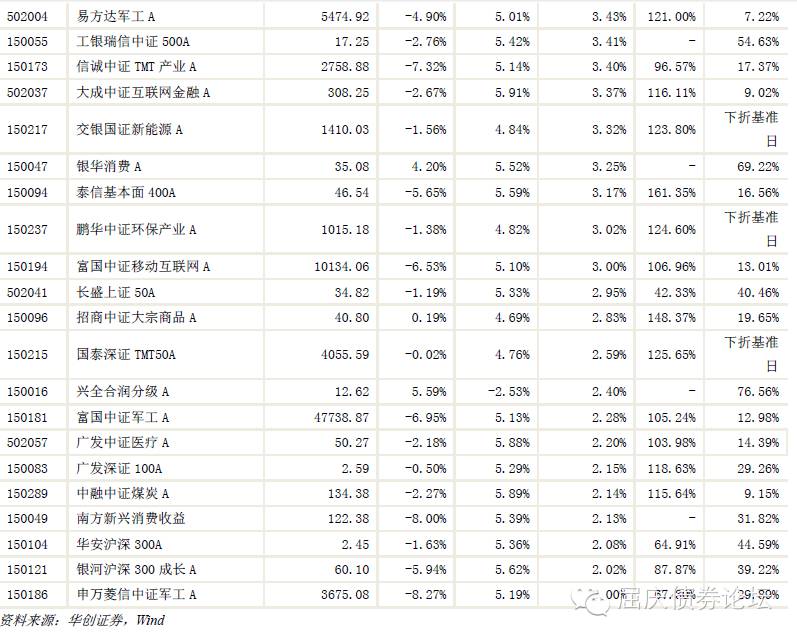 502004 易方达军工 A 5474.92 -4.90% 5.01% 3.43% 121.00% 7.22%
150055 工银瑞信中证 500A 17.25 -2.76% 5.42% 3.41% - 54.63%
150173 信诚中证 TMT 产业 A 2758.88 -7.32% 5.14% 3.40% 96.57% 17.37%
502037 大成中证互联网金融 A 308.25 -2.67% 5.91% 3.37% 116.11% 9.02%
150217 交银国证新能源 A 1410.03 -1.56% 4.84% 3.32% 123.80% 下折基准
日
150047 银华消费 A 35.08 4.20% 5.52% 3.25% - 69.22%
150094 泰信基本面 400A 46.54 -5.65% 5.59% 3.17% 161.35% 16.56%
150237 鹏华中证环保产业 A 1015.18 -1.38% 4.82% 3.02% 124.60% 下折基准
日
150194 富国中证移动互联网 A 10134.06 -6.53% 5.10% 3.00% 106.96% 13.01%
502041 长盛上证 50A 34.82 -1.19% 5.33% 2.95% 42.33% 40.46%
150096 招商中证大宗商品 A 40.80 0.19% 4.69% 2.83% 148.37% 19.65%
150215 国泰深证 TMT50A 4055.59 -0.02% 4.76% 2.59% 125.65% 下折基准
日
150016 兴全合润分级 A 12.62 5.59% -2.53% 2.40% - 76.56%
150181 富国中证军工 A 47738.87 -6.95% 5.13% 2.28% 105.24% 12.98%
502057 广发中证医疗 A 50.27 -2.18% 5.88% 2.20% 103.98% 14.39%
150083 广发深证 100A 2.59 -0.50% 5.29% 2.15% 118.63% 29.26%
150289 中融中证煤炭 A 134.38 -2.27% 5.89% 2.14% 115.64% 9.15%
150049 南方新兴消费收益 122.38 -8.00% 5.39% 2.13% - 31.82%
150104 华安沪深 300A 2.45 -1.63% 5.36% 2.08% 64.91% 44.59%
150121 银河沪深 300 成长 A 60.10 -5.94% 5.62% 2.02% 87.87% 39.22%
150186 申万菱信中证军工 A 3675.08 -8.27% 5.19%
屈庆债券论坛
资料来源：华创证券，Wind